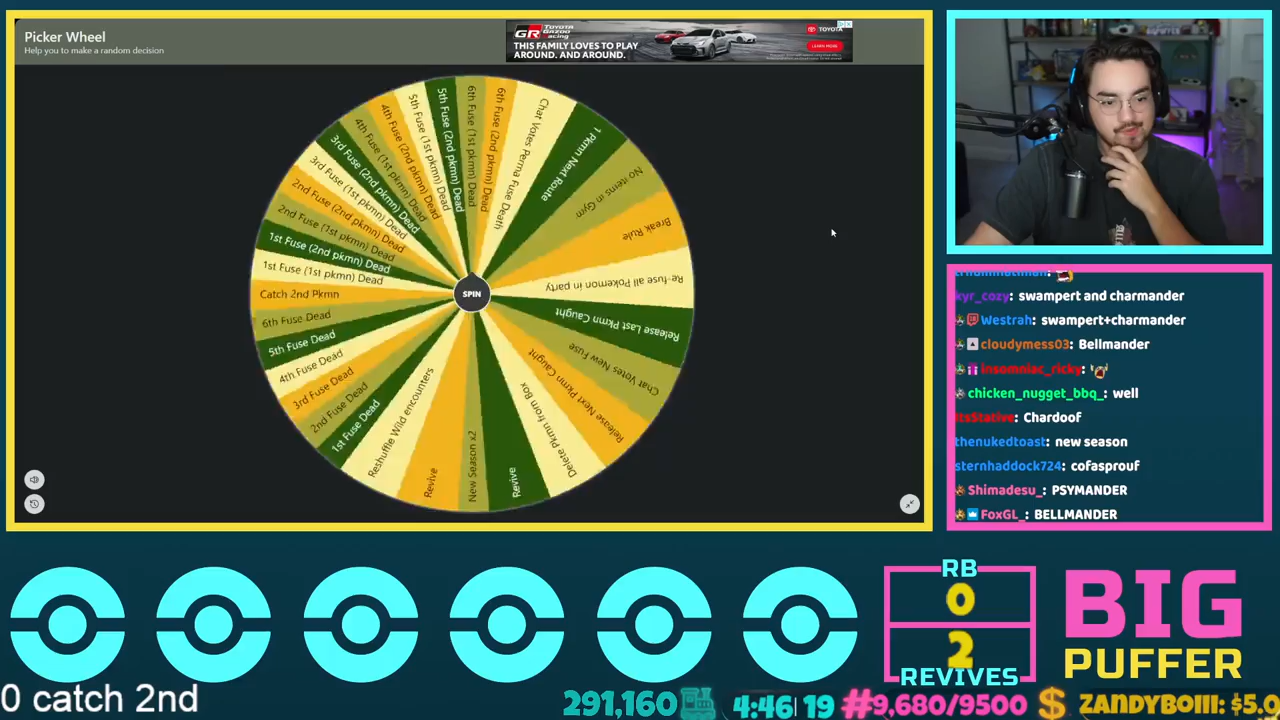 Picker Wheel
Help you to make a random decision
GR TOYOTA GAZOO Racing
THIS FAMILY LOVES TO PLAY
AROUND. AND AROUND.
TOYOTA
LEARN MORE
Chat Votes Perma Fuse Death
1 Pkmn Next Route
No items in Gym
Break Rule
Re-fuse all Pokemon in party
Release Last Pkmn Caught
Chat Votes New Fuse
Release Next Pkmn Caught
Delete Pkmn from Box
Revive
New Season x2
Revive
Reshuffle Wild encounters
1st Fuse Dead
2nd Fuse Dead
3rd Fuse Dead
4th Fuse Dead
5th Fuse Dead
6th Fuse Dead
Catch 2nd Pkmn
1st Fuse (1st pkmn) Dead
1st Fuse (2nd pkmn) Dead
2nd Fuse (1st pkmn) Dead
2nd Fuse (2nd pkmn) Dead
3rd Fuse (1st pkmn) Dead
3rd Fuse (2nd pkmn) Dead
4th Fuse (1st pkmn) Dead
4th Fuse (2nd pkmn) Dead
5th Fuse (1st pkmn) Dead
5th Fuse (2nd pkmn) Dead
6th Fuse (1st pkmn) Dead
6th Fuse (2nd pkmn) Dead
SPIN
kyr_cozy: swampert and charmander
Westrah: swampert+charmander
cloudymess03: Bellmander
insomniac_ricky:
chicken_nugget_bbq_: well
ItsStative: Chardoof
thenukedtoast: new season
sternhaddock724: cofasprouf
Shimadesu_: PSYMANDER
FoxGL_: BELLMANDER
RB
0
2
REVIVES
BIG
PUFFER
0 catch 2nd
291,160
4:46|19
#9,680/9500
$ ZANDYBOIII: $5.0